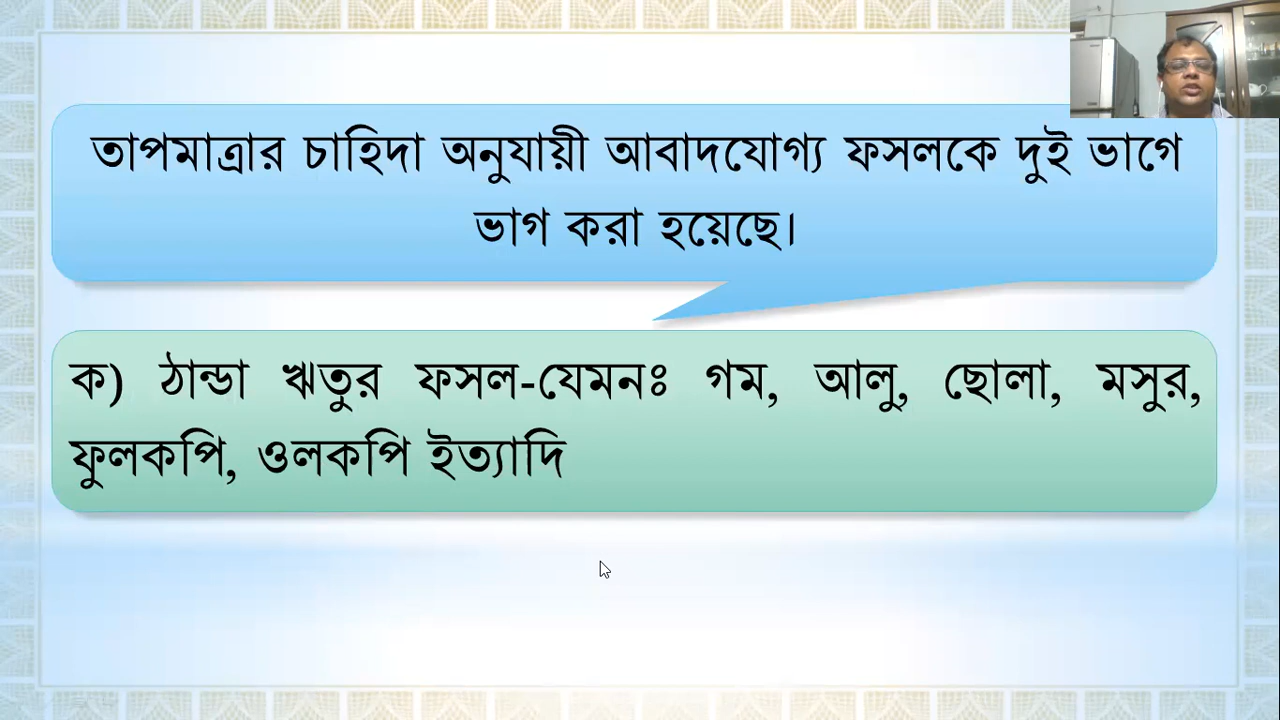 তাপমাত্রার চাহিদা অনুযায়ী আবাদযোগ্য ফসলকে দুই ভাগে
ভাগ করা হয়েছে।
ক) ঠান্ডা ঋতুর ফসল-যেমনঃ গম, আলু, ছোলা, মসুর,
ফুলকপি, ওলকপি ইত্যাদি